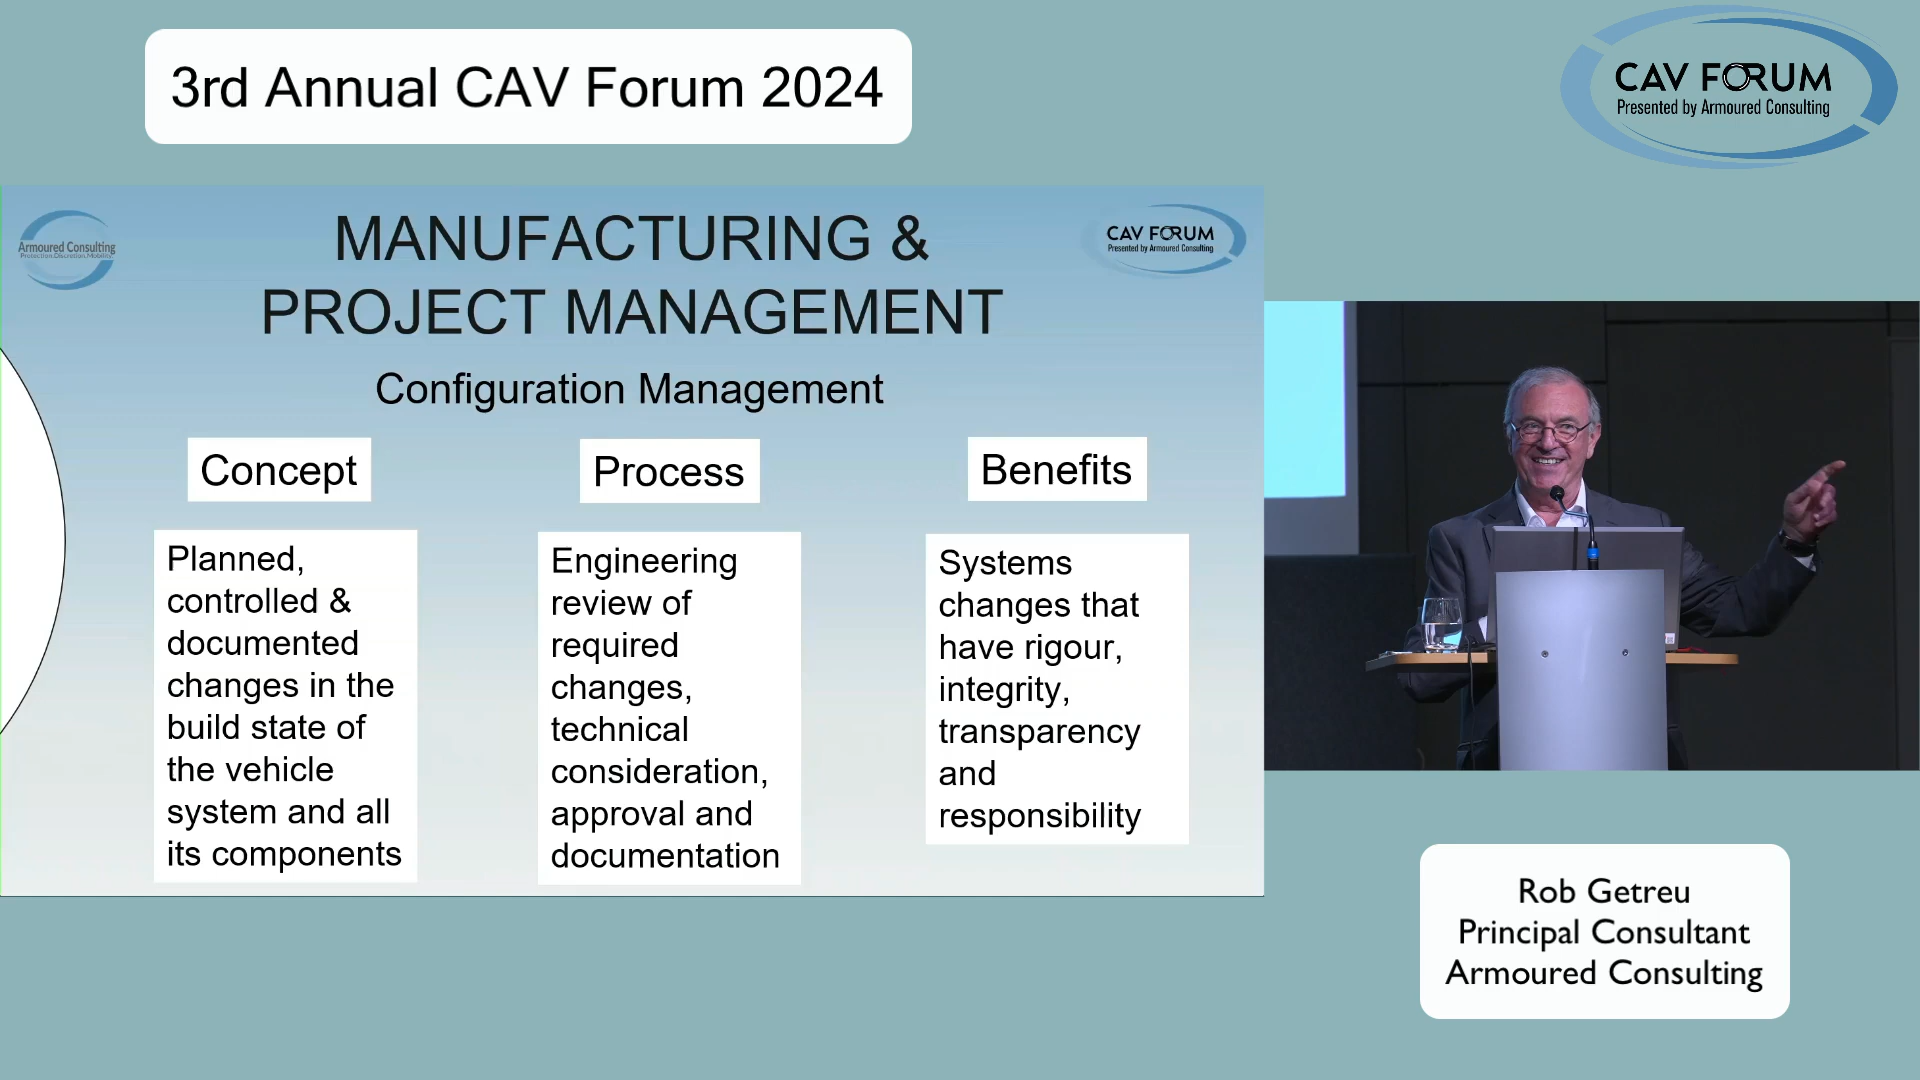 3rd Annual CAV Forum 2024
CAV FORUM
Presented by Armoured Consulting
Armoured Consulting
Protection.Discretion.Mobility
MANUFACTURING &
PROJECT MANAGEMENT
CAV FORUM
Presented by Armoured Consulting
Configuration Management
Concept
Planned,
controlled &
documented
changes in the
build state of
the vehicle
system and all
its components
Process
Engineering
review of
required
changes,
technical
consideration,
approval and
documentation
Benefits
Systems
changes that
have rigour,
integrity,
transparency
and
responsibility
Rob Getreu
Principal Consultant
Armoured Consulting